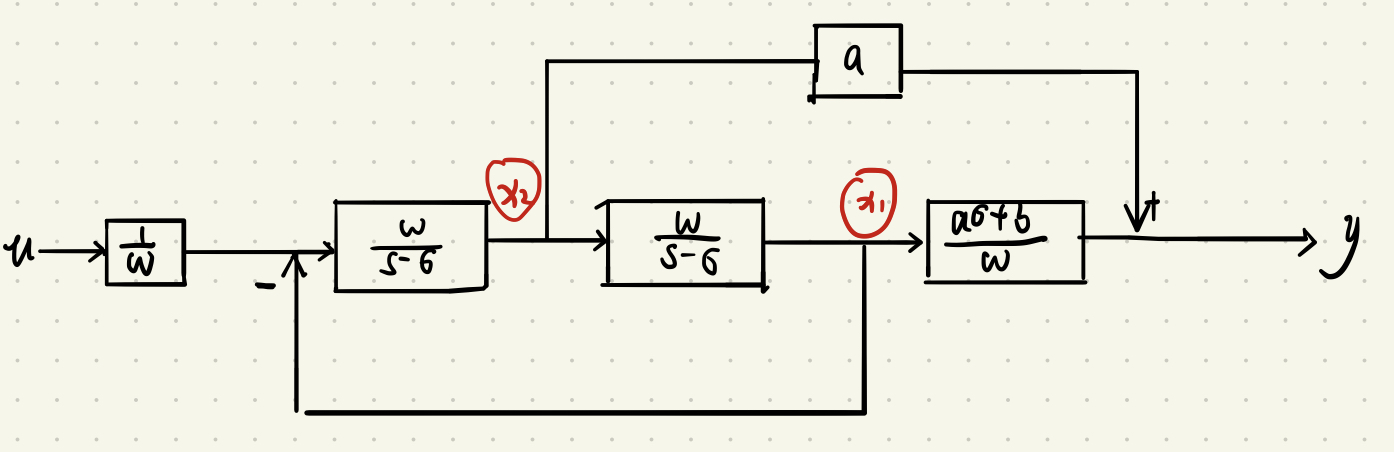 a
x₂
x₁
u
1/w
-
w/s-σ
w/s-σ
aσ+b/w
+
y